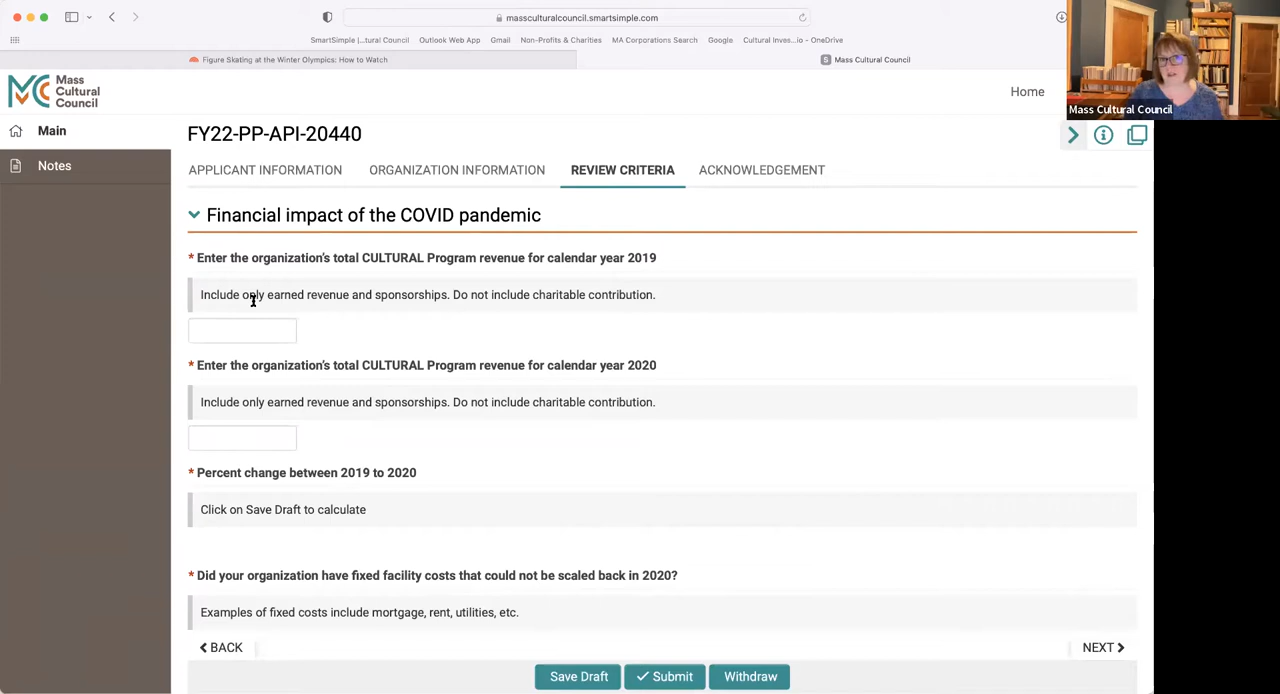 massculturalcouncil.smartsimple.com
SmartSimple (...tural Council Outlook Web App Gmail Non-Profits & Charities MA Corporations Search Google Cultural Inves...io - OneDrive
Figure Skating at the Winter Olympics: How to Watch
S Mass Cultural Council
MC Mass Cultural Council
Home
Mass Cultural Council
Main
Notes
FY22-PP-API-20440
APPLICANT INFORMATION ORGANIZATION INFORMATION REVIEW CRITERIA ACKNOWLEDGEMENT
Financial impact of the COVID pandemic
* Enter the organization's total CULTURAL Program revenue for calendar year 2019
Include only earned revenue and sponsorships. Do not include charitable contribution.
* Enter the organization's total CULTURAL Program revenue for calendar year 2020
Include only earned revenue and sponsorships. Do not include charitable contribution.
* Percent change between 2019 to 2020
Click on Save Draft to calculate
* Did your organization have fixed facility costs that could not be scaled back in 2020?
Examples of fixed costs include mortgage, rent, utilities, etc.
BACK NEXT
Save Draft Submit Withdraw